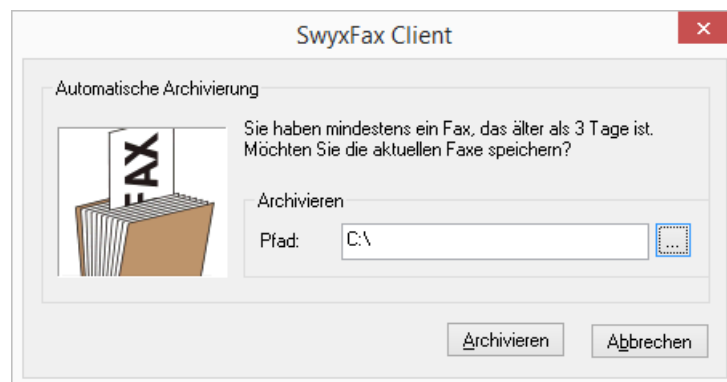 SwyxFax Client
Automatische Archivierung
FAX
Sie haben mindestens ein Fax, das älter als 3 Tage ist.
Möchten Sie die aktuellen Faxe speichern?
Archivieren
Pfad:
C:\
...
Archivieren
Abbrechen